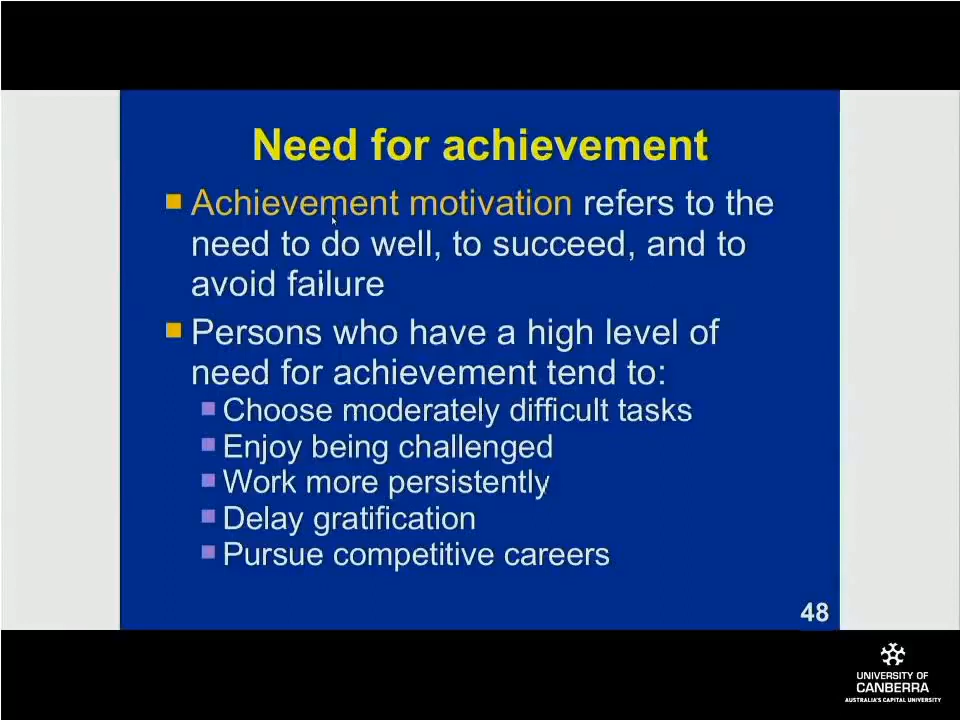 Need for achievement
Achievement motivation refers to the
need to do well, to succeed, and to
avoid failure
Persons who have a high level of
need for achievement tend to:
Choose moderately difficult tasks
Enjoy being challenged
Work more persistently
Delay gratification
Pursue competitive careers
48
UNIVERSITY OF
CANBERRA
AUSTRALIA'S CAPITAL UNIVERSITY